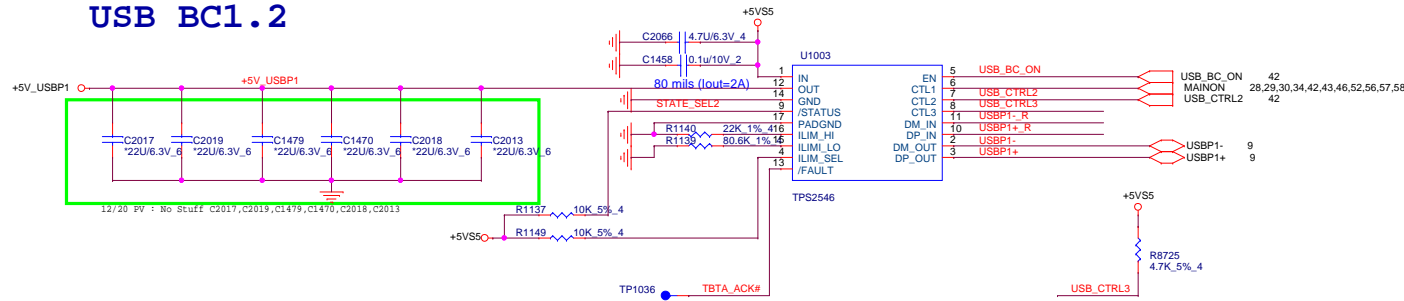 USB BC1.2
+5VS5
C2066 4.7U/6.3V_4
C1458 0.1u/10V_2
80 mils (Iout=2A)
+5V_USBP1
+5V_USBP1
STATE_SEL2
C2017
*22U/6.3V_6
C2019
*22U/6.3V_6
C1479
*22U/6.3V_6
C1470
*22U/6.3V_6
C2018
*22U/6.3V_6
C2013
*22U/6.3V_6
12/20 PV : No Stuff C2017,C2019,C1479,C1470,C2018,C2013
R1140 22K_1%_4
R1139 80.6K_1%_4
U1003
1 IN
12 OUT
14 GND
9 /STATUS
17 PADGND
16 ILIM_HI
15 ILIMI_LO
4 ILIM_SEL
13 /FAULT
EN 5 USB_BC_ON
CTL1 6
CTL2 7 USB_CTRL2
CTL3 8 USB_CTRL3
DM_IN 11 USBP1-_R
DP_IN 10 USBP1+_R
DM_OUT 2 USBP1-
DP_OUT 3 USBP1+
TPS2546
USB_BC_ON 42
MAINON 28,29,30,34,42,43,46,52,56,57,58
USB_CTRL2 42
USBP1- 9
USBP1+ 9
R1137 10K_5%_4
+5VS5
R1149 10K_5%_4
TP1036 TBTA_ACK#
+5VS5
R8725
4.7K_5%_4
USB_CTRL3